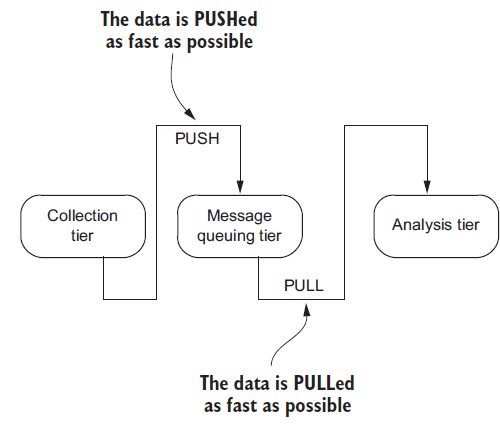 The data is PUSHed
as fast as possible
PUSH
Collection
tier
Message
queuing tier
Analysis tier
PULL
The data is PULLed
as fast as possible